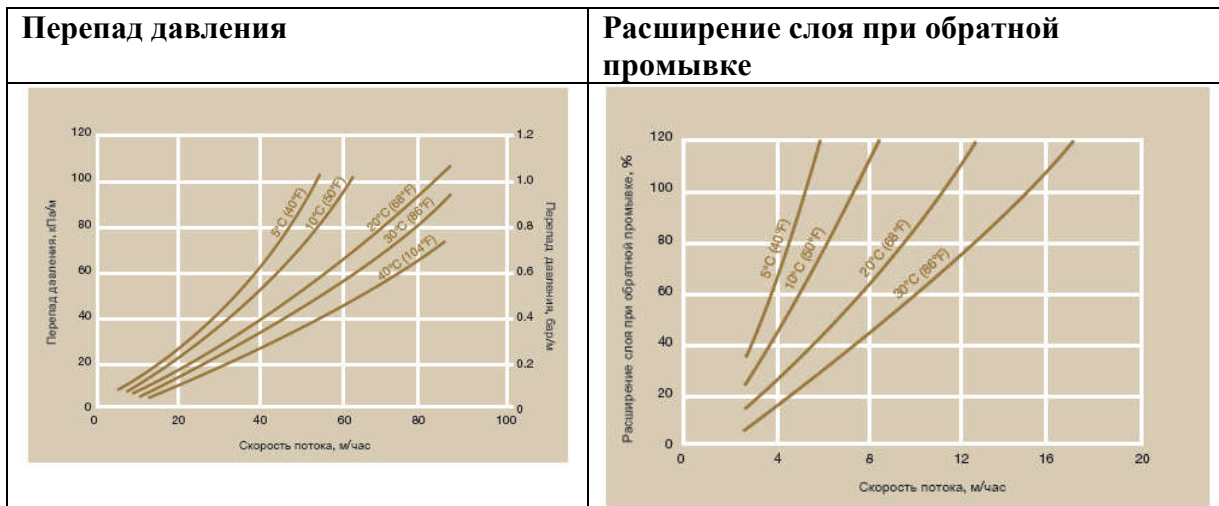 Перепад давления
Расширение слоя при обратной
промывке
120
100
80
60
40
20
0
1.2
1.0
0.8
0.6
0.4
0.2
0
0
20
40
60
80
100
Перепад давления, кПа/м
Перепад давления, бар/м
Скорость потока, м/час
5°C (40°F)
10°C (50°F)
20°C (68°F)
30°C (86°F)
40°C (104°F)
120
100
80
60
40
20
0
0
4
8
12
16
20
Расширение слоя при обратной промывке, %
Скорость потока, м/час
5°C (40°F)
10°C (50°F)
20°C (68°F)
30°C (86°F)